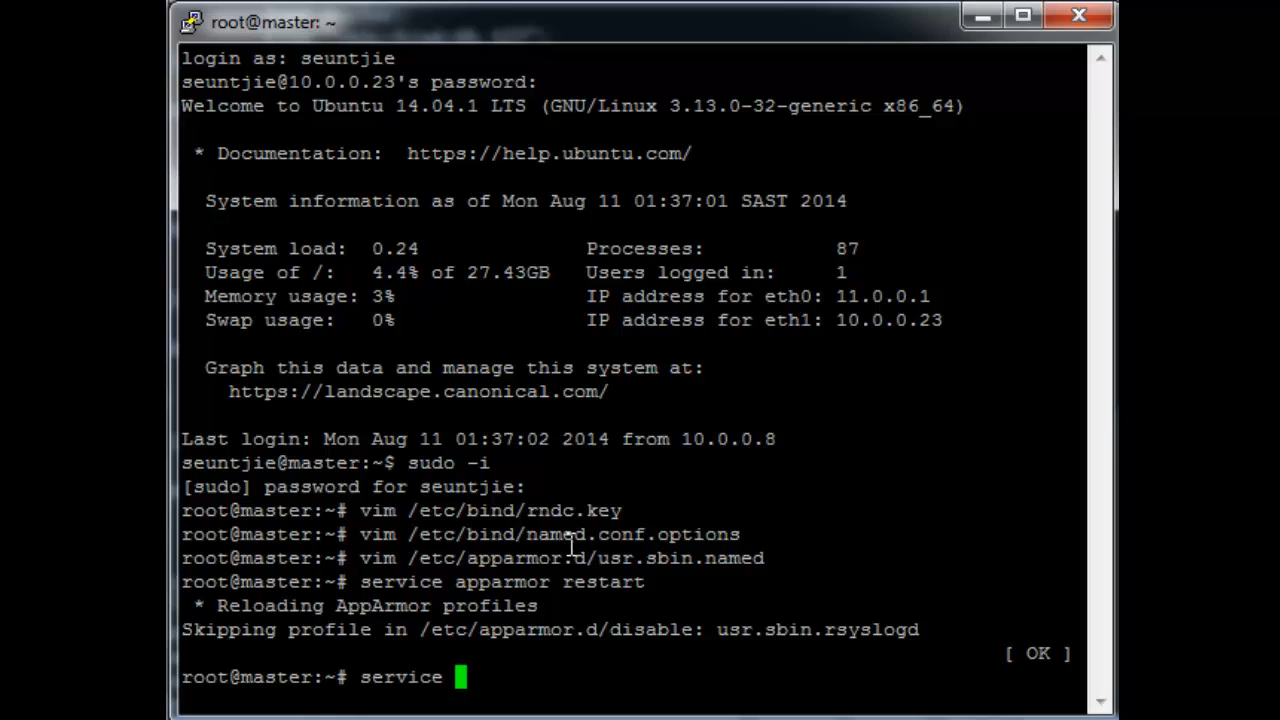 root@master: ~
login as: seuntjie
seuntjie@10.0.0.23's password:
Welcome to Ubuntu 14.04.1 LTS (GNU/Linux 3.13.0-32-generic x86_64)
* Documentation:  https://help.ubuntu.com/
System information as of Mon Aug 11 01:37:01 SAST 2014
System load:  0.24              Processes:           87
Usage of /:   4.4% of 27.43GB   Users logged in:     1
Memory usage: 3%                IP address for eth0: 11.0.0.1
Swap usage:   0%                IP address for eth1: 10.0.0.23
Graph this data and manage this system at:
https://landscape.canonical.com/
Last login: Mon Aug 11 01:37:02 2014 from 10.0.0.8
seuntjie@master:~$ sudo -i
[sudo] password for seuntjie:
root@master:~# vim /etc/bind/rndc.key
root@master:~# vim /etc/bind/named.conf.options
root@master:~# vim /etc/apparmor.d/usr.sbin.named
root@master:~# service apparmor restart
* Reloading AppArmor profiles
Skipping profile in /etc/apparmor.d/disable: usr.sbin.rsyslogd
[ OK ]
root@master:~# service